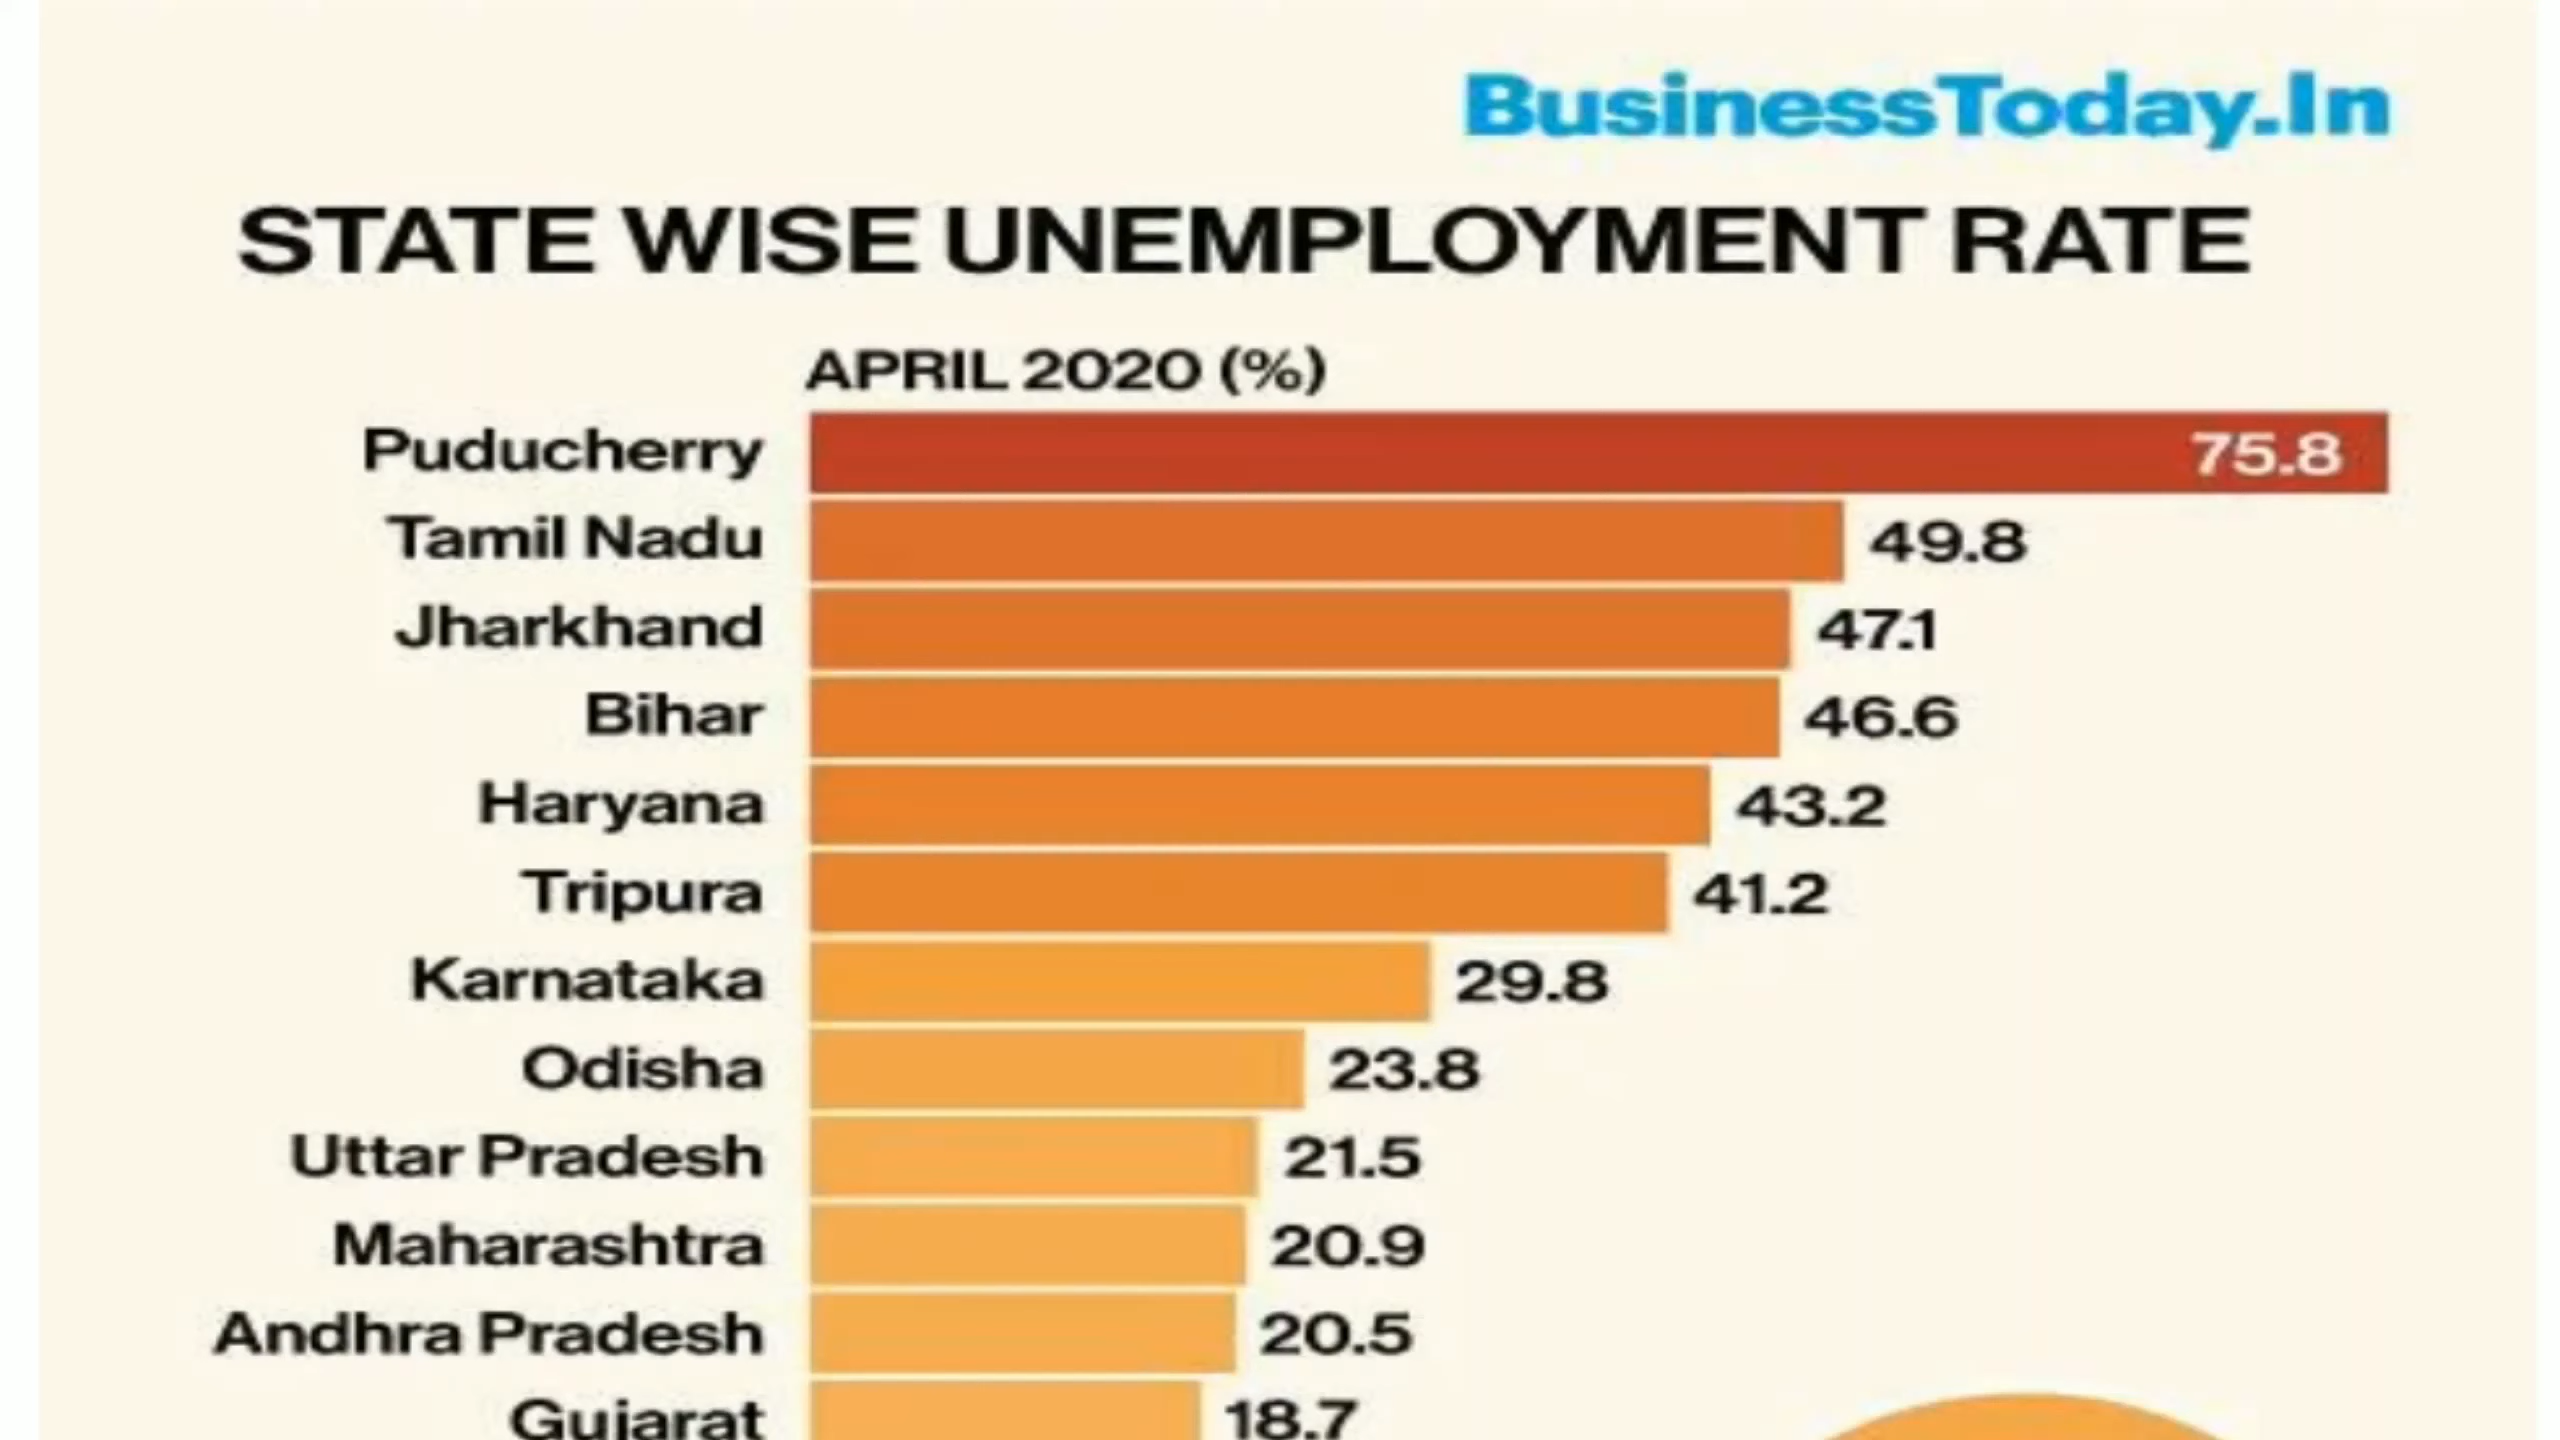 BusinessToday.In
STATE WISE UNEMPLOYMENT RATE
APRIL 2020 (%)
Puducherry 75.8
Tamil Nadu 49.8
Jharkhand 47.1
Bihar 46.6
Haryana 43.2
Tripura 41.2
Karnataka 29.8
Odisha 23.8
Uttar Pradesh 21.5
Maharashtra 20.9
Andhra Pradesh 20.5
Gujarat 18.7